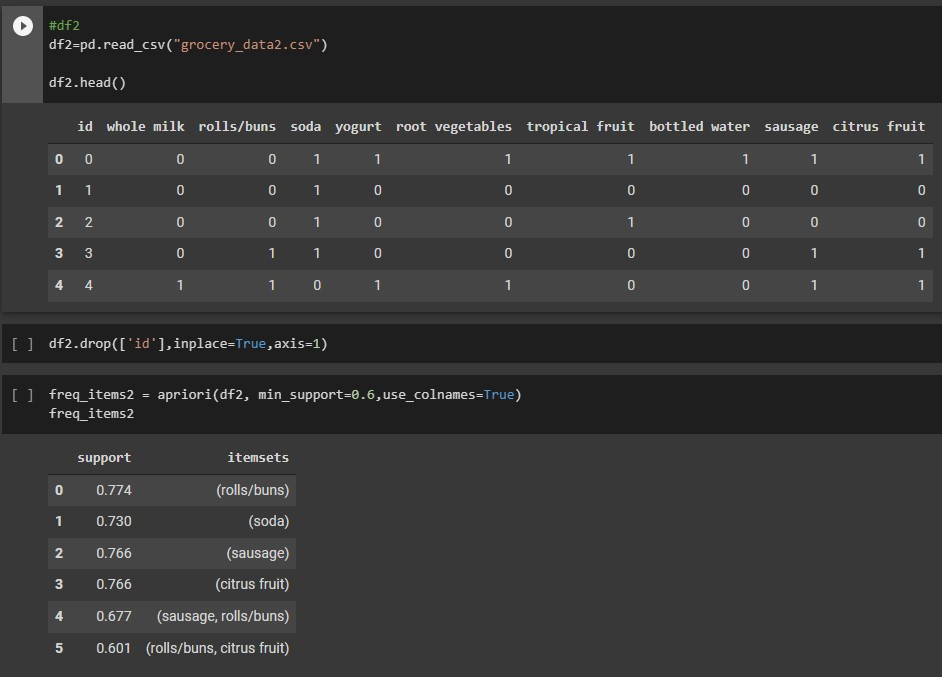 #df2
df2=pd.read_csv("grocery_data2.csv")
df2.head()
id whole milk rolls/buns soda yogurt root vegetables tropical fruit bottled water sausage citrus fruit
0 0 0 0 1 1 1 1 1 1 1
1 1 0 0 1 0 0 0 0 0 0
2 2 0 0 1 0 0 1 0 0 0
3 3 0 1 1 0 0 0 0 1 1
4 4 1 1 0 1 1 0 0 1 1
[ ] df2.drop(['id'],inplace=True,axis=1)
[ ] freq_items2 = apriori(df2, min_support=0.6,use_colnames=True)
freq_items2
support itemsets
0 0.774 (rolls/buns)
1 0.730 (soda)
2 0.766 (sausage)
3 0.766 (citrus fruit)
4 0.677 (sausage, rolls/buns)
5 0.601 (rolls/buns, citrus fruit)